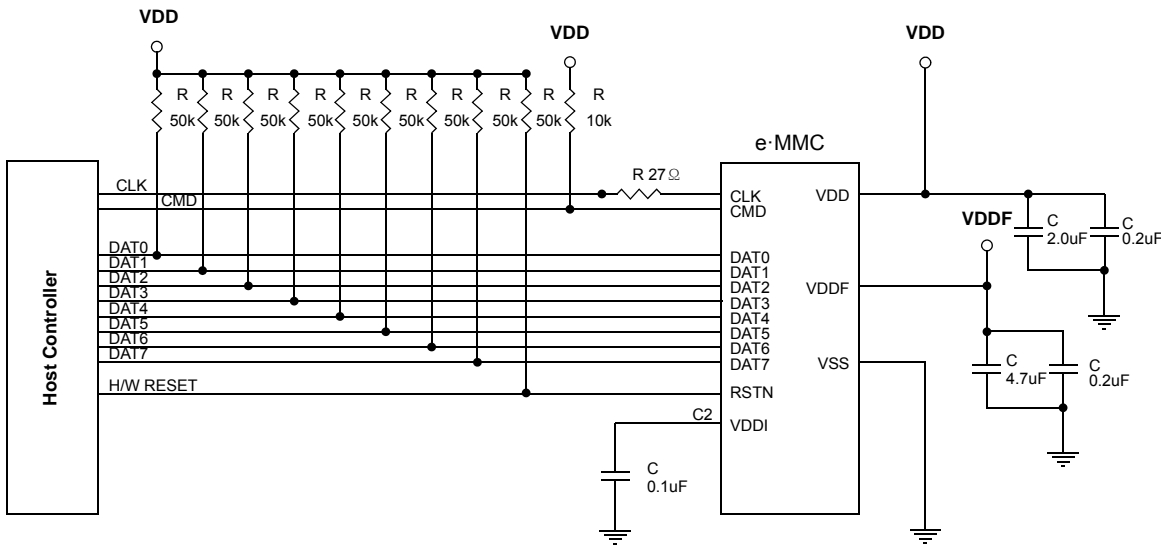 VDD
VDD
VDD
R R R R R R R R R R
50k 50k 50k 50k 50k 50k 50k 50k 50k 10k
e·MMC
R 27Ω
CLK
CLK
VDD
CMD
CMD
VDDF
C
2.0uF
C
0.2uF
DAT0
DAT0
DAT1
DAT1
DAT2
DAT2
VDDF
DAT3
DAT3
DAT4
DAT4
DAT5
DAT5
DAT6
DAT6
DAT7
DAT7
VSS
C
4.7uF
C
0.2uF
Host Controller
H/W RESET
RSTN
C2
VDDI
C
0.1uF